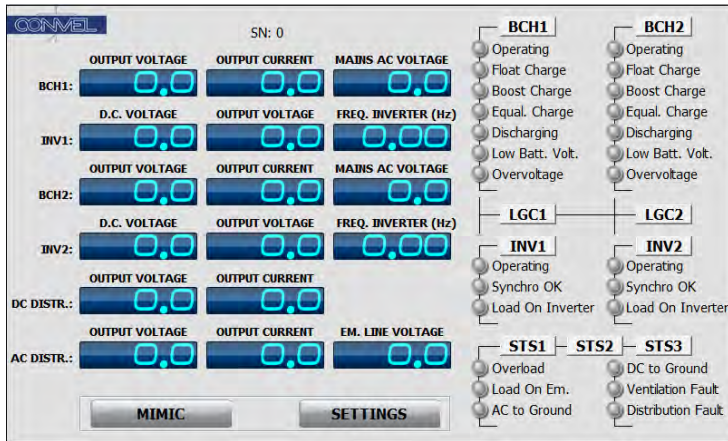 CONVEL
SN: 0
OUTPUT VOLTAGE OUTPUT CURRENT MAINS AC VOLTAGE
BCH1: 0.0 0.0 0.0
D.C. VOLTAGE OUTPUT VOLTAGE FREQ. INVERTER (Hz)
INV1: 0.0 0.0 0.00
OUTPUT VOLTAGE OUTPUT CURRENT MAINS AC VOLTAGE
BCH2: 0.0 0.0 0.0
D.C. VOLTAGE OUTPUT VOLTAGE FREQ. INVERTER (Hz)
INV2: 0.0 0.0 0.00
OUTPUT VOLTAGE OUTPUT CURRENT
DC DISTR.: 0.0 0.0
OUTPUT VOLTAGE OUTPUT CURRENT EM. LINE VOLTAGE
AC DISTR.: 0.0 0.0 0.0
MIMIC SETTINGS
BCH1 BCH2
Operating Operating
Float Charge Float Charge
Boost Charge Boost Charge
Equal. Charge Equal. Charge
Discharging Discharging
Low Batt. Volt. Low Batt. Volt.
Overvoltage Overvoltage
LGC1 LGC2
INV1 INV2
Operating Operating
Synchro OK Synchro OK
Load On Inverter Load On Inverter
STS1 STS2 STS3
Overload DC to Ground
Load On Em. Ventilation Fault
AC to Ground Distribution Fault